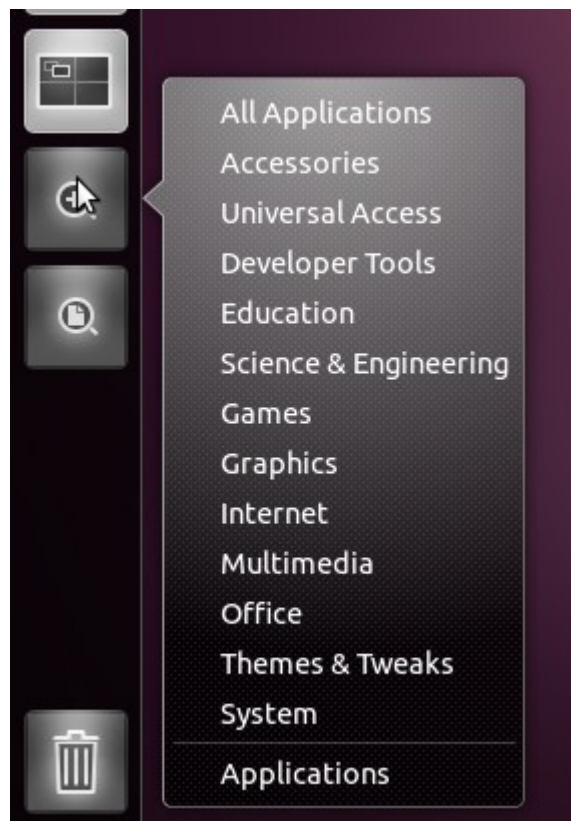 All Applications
Accessories
Universal Access
Developer Tools
Education
Science & Engineering
Games
Graphics
Internet
Multimedia
Office
Themes & Tweaks
System
Applications